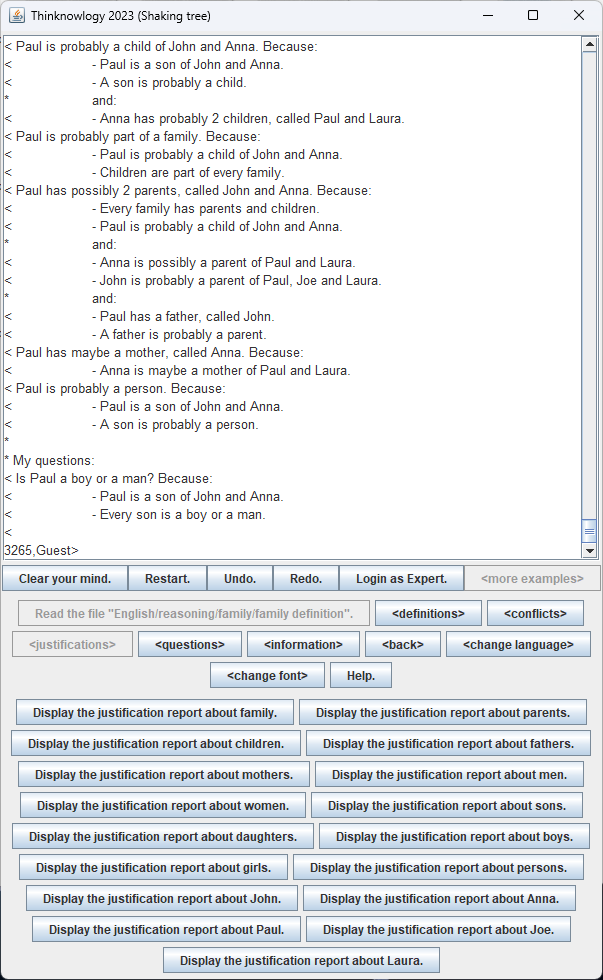 Thinknowlogy 2023 (Shaking tree)
< Paul is probably a child of John and Anna. Because:
< - Paul is a son of John and Anna.
< - A son is probably a child.
* and:
< - Anna has probably 2 children, called Paul and Laura.
< Paul is probably part of a family. Because:
< - Paul is probably a child of John and Anna.
< - Children are part of every family.
< Paul has possibly 2 parents, called John and Anna. Because:
< - Every family has parents and children.
< - Paul is probably a child of John and Anna.
* and:
< - Anna is possibly a parent of Paul and Laura.
< - John is probably a parent of Paul, Joe and Laura.
* and:
< - Paul has a father, called John.
< - A father is probably a parent.
< Paul has maybe a mother, called Anna. Because:
< - Anna is maybe a mother of Paul and Laura.
< Paul is probably a person. Because:
< - Paul is a son of John and Anna.
< - A son is probably a person.
*
* My questions:
< Is Paul a boy or a man? Because:
< - Paul is a son of John and Anna.
< - Every son is a boy or a man.
<
3265,Guest>
Clear your mind. Restart. Undo. Redo. Login as Expert. <more examples>
Read the file "English/reasoning/family/family definition". <definitions> <conflicts>
<justifications> <questions> <information> <back> <change language>
<change font> Help.
Display the justification report about family. Display the justification report about parents.
Display the justification report about children. Display the justification report about fathers.
Display the justification report about mothers. Display the justification report about men.
Display the justification report about women. Display the justification report about sons.
Display the justification report about daughters. Display the justification report about boys.
Display the justification report about girls. Display the justification report about persons.
Display the justification report about John. Display the justification report about Anna.
Display the justification report about Paul. Display the justification report about Joe.
Display the justification report about Laura.